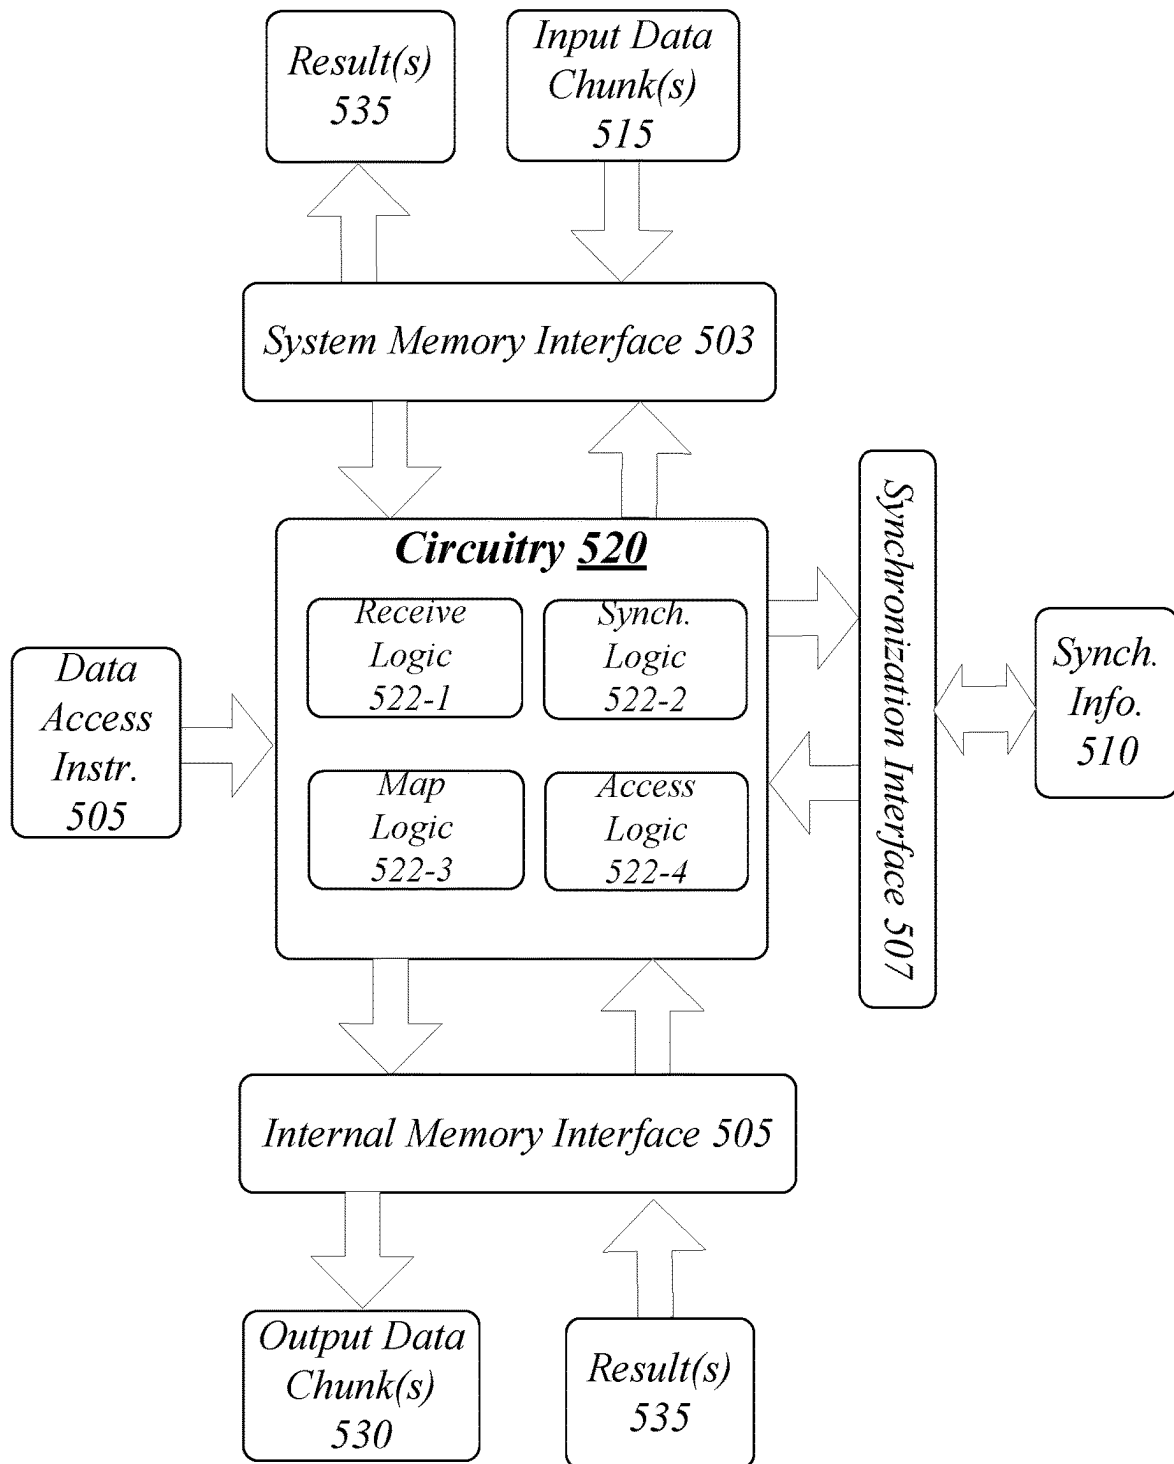 Result(s)
535
Input Data
Chunk(s)
515
System Memory Interface 503
Circuitry 520
Receive
Logic
522-1
Synch.
Logic
522-2
Map
Logic
522-3
Access
Logic
522-4
Data
Access
Instr.
505
Synchronization Interface 507
Synch.
Info.
510
Internal Memory Interface 505
Output Data
Chunk(s)
530
Result(s)
535